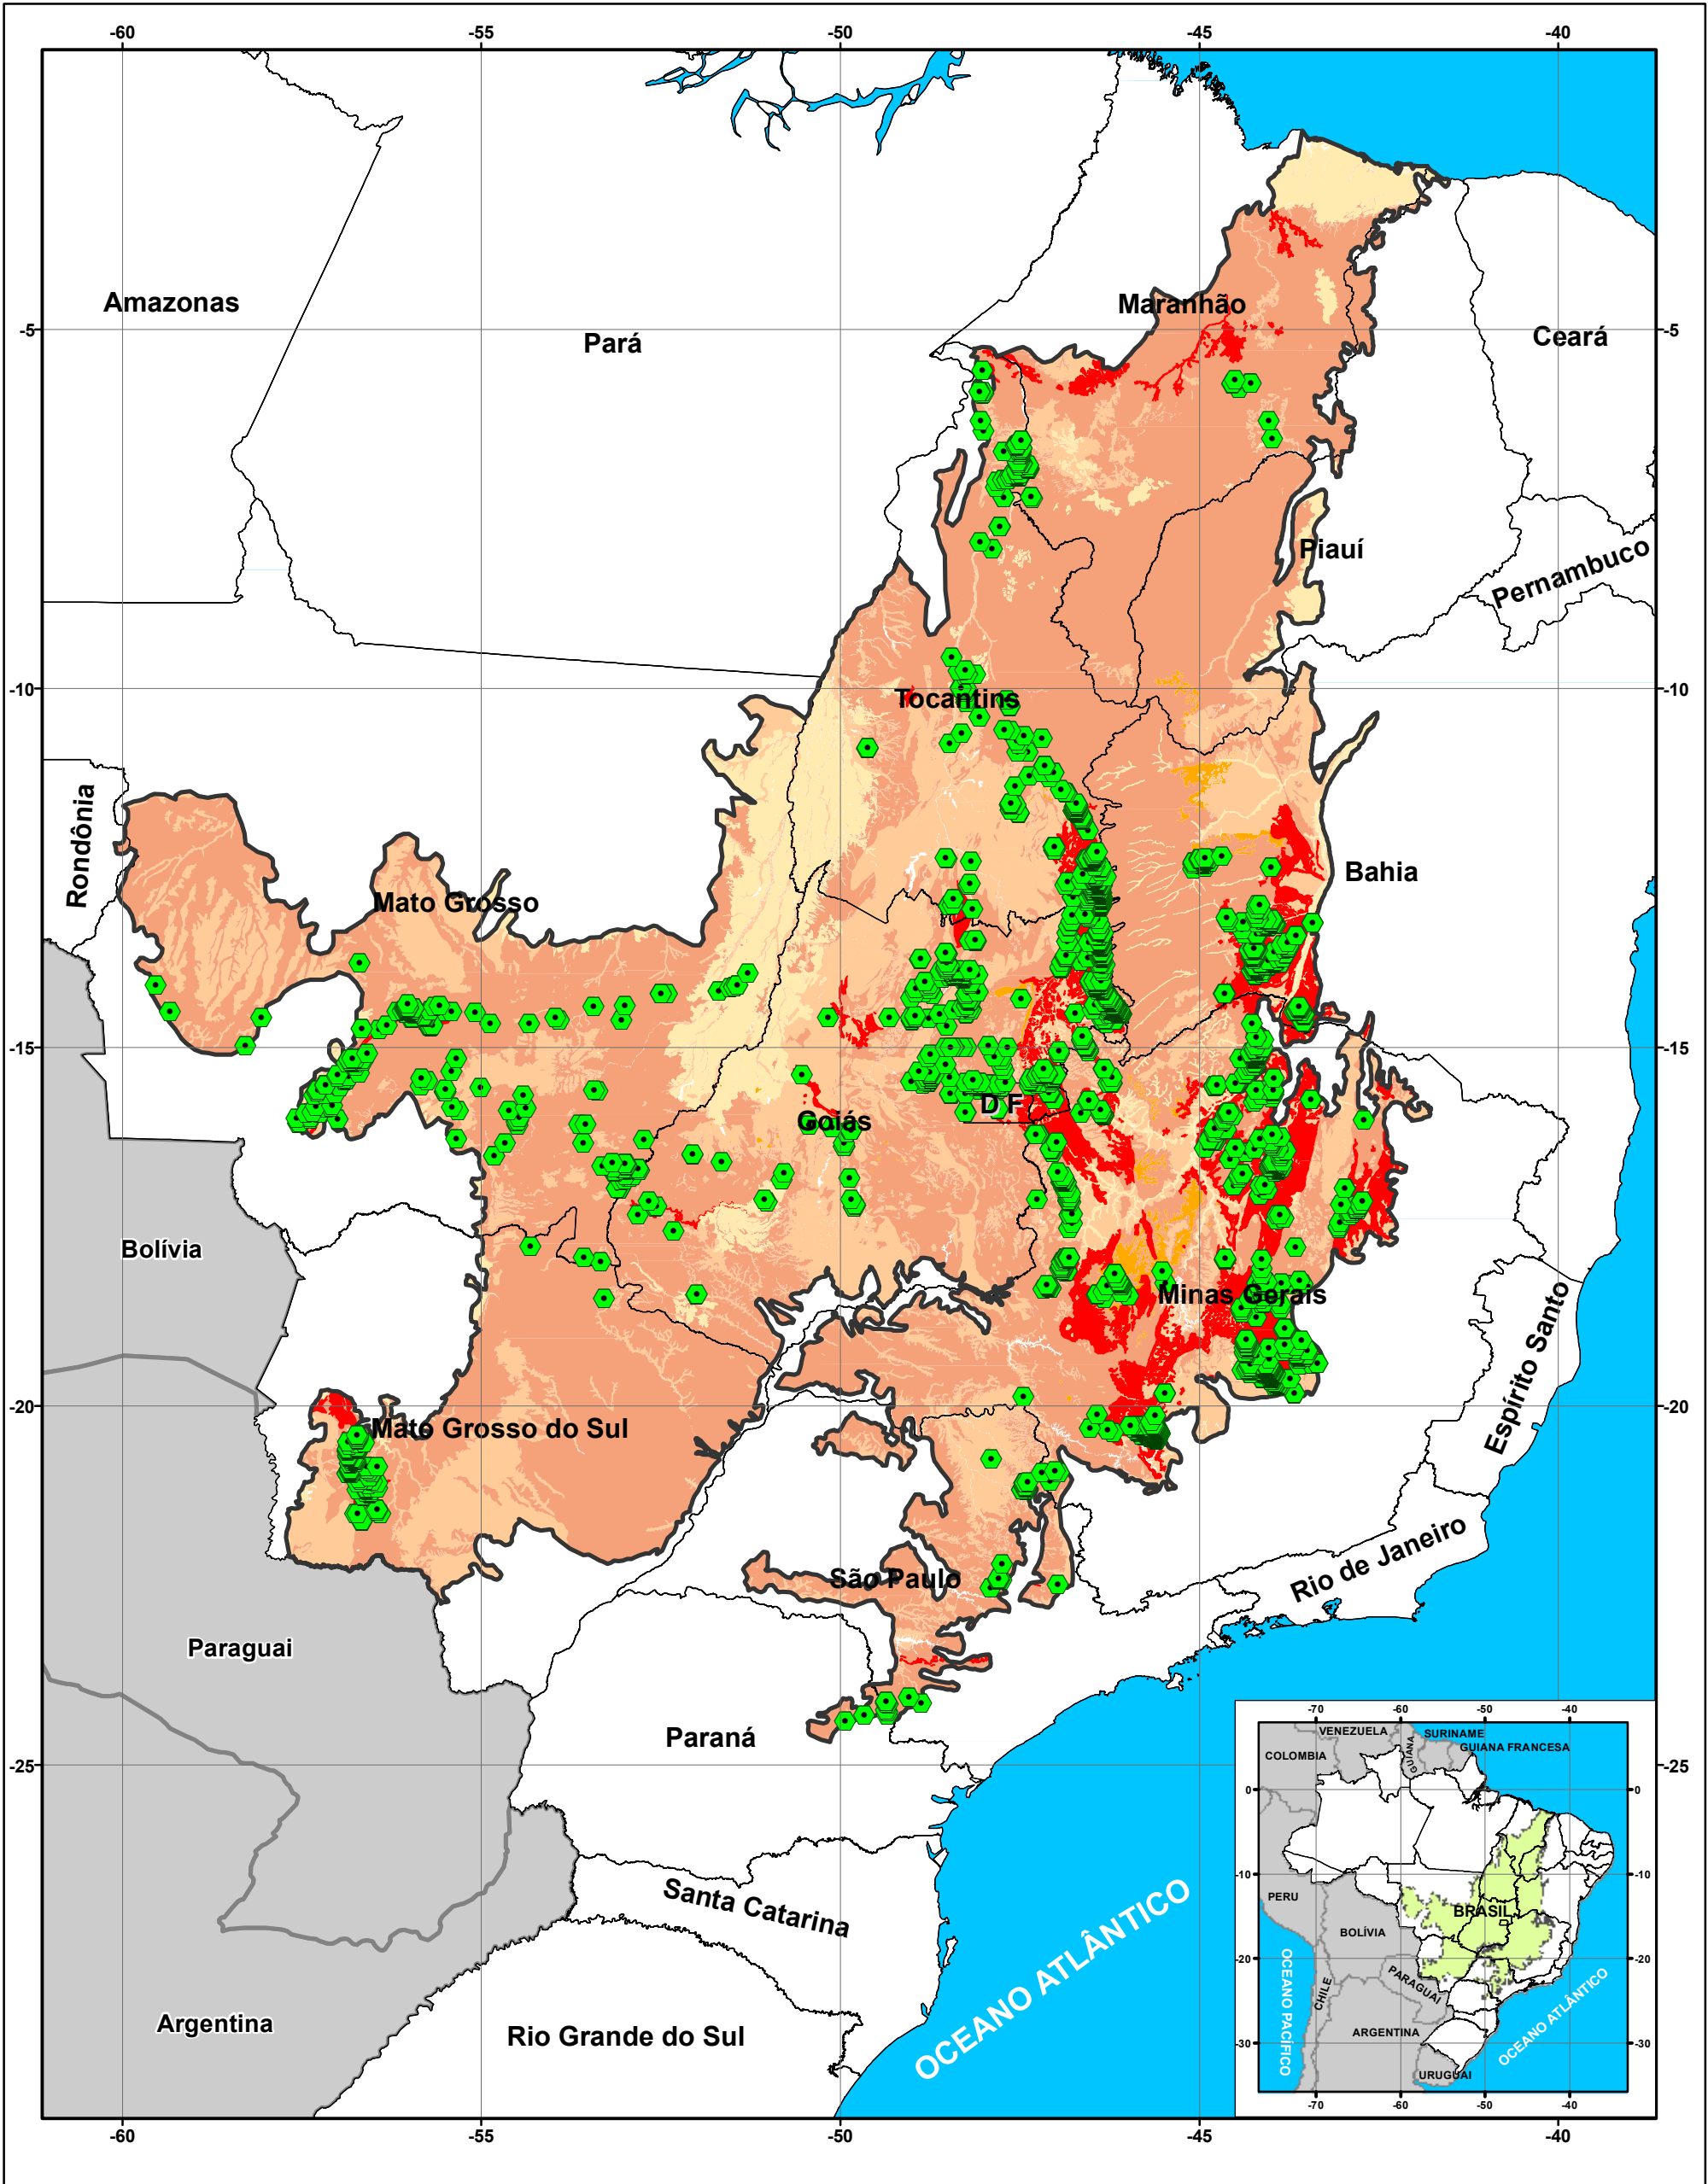 -60 -55 -50 -45 -40
Amazonas
Pará
Maranhão
Ceará
-5 -5
Piauí
Pernambuco
-10 -10
Tocantins
Rondônia
Mato Grosso
Bahia
-15 -15
Goiás
D F
Bolívia
Minas Gerais
Espírito Santo
-20 -20
Mato Grosso do Sul
Rio de Janeiro
São Paulo
Paraguai
Paraná
-25 -25
Santa Catarina
OCEANO ATLÂNTICO
Argentina
Rio Grande do Sul
-60 -55 -50 -45 -40
-70 -60 -50 -40
VENEZUELA
SURINAME
GUIANA
GUIANA FRANCESA
COLOMBIA
0 0
-10 -10
PERU
BRASIL
BOLÍVIA
-20 -20
PARAGUAI
CHILE
OCEANO PACÍFICO
OCEANO ATLÂNTICO
ARGENTINA
-30 -30
URUGUAI
-70 -60 -50 -40